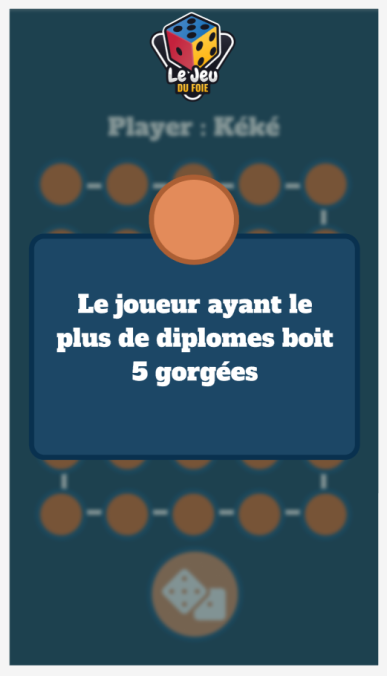 Le Jeu
DU FOIE
Player : Kéké
Le joueur ayant le
plus de diplomes boit
5 gorgées